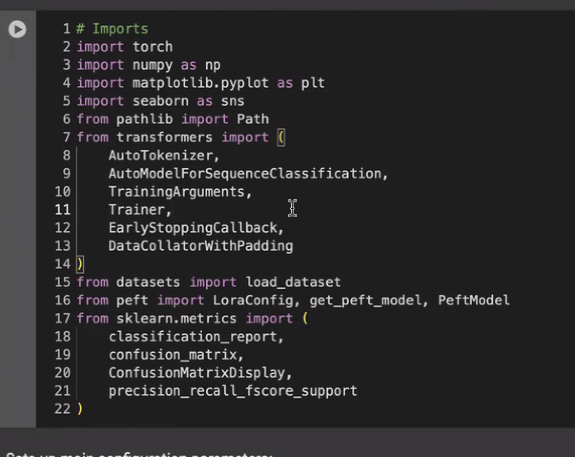 1 # Imports
2 import torch
3 import numpy as np
4 import matplotlib.pyplot as plt
5 import seaborn as sns
6 from pathlib import Path
7 from transformers import (
8     AutoTokenizer,
9     AutoModelForSequenceClassification,
10     TrainingArguments,
11     Trainer,
12     EarlyStoppingCallback,
13     DataCollatorWithPadding
14 )
15 from datasets import load_dataset
16 from peft import LoraConfig, get_peft_model, PeftModel
17 from sklearn.metrics import (
18     classification_report,
19     confusion_matrix,
20     ConfusionMatrixDisplay,
21     precision_recall_fscore_support
22 )